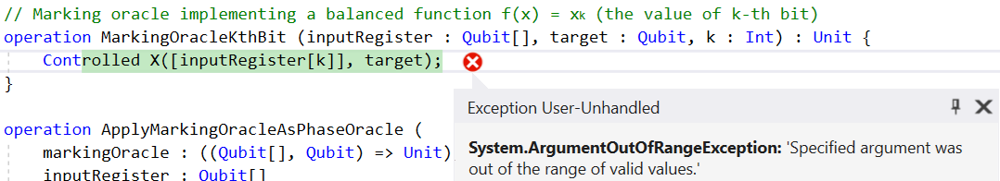 // Marking oracle implementing a balanced function f(x) = xₖ (the value of k-th bit)
operation MarkingOracleKthBit (inputRegister : Qubit[], target : Qubit, k : Int) : Unit {
    Controlled X([inputRegister[k]], target);
}
Exception User-Unhandled
operation ApplyMarkingOracleAsPhaseOracle (
    markingOracle : ((Qubit[], Qubit) => Unit)
    inputRegister : Qubit[]
System.ArgumentOutOfRangeException: 'Specified argument was
out of the range of valid values.'